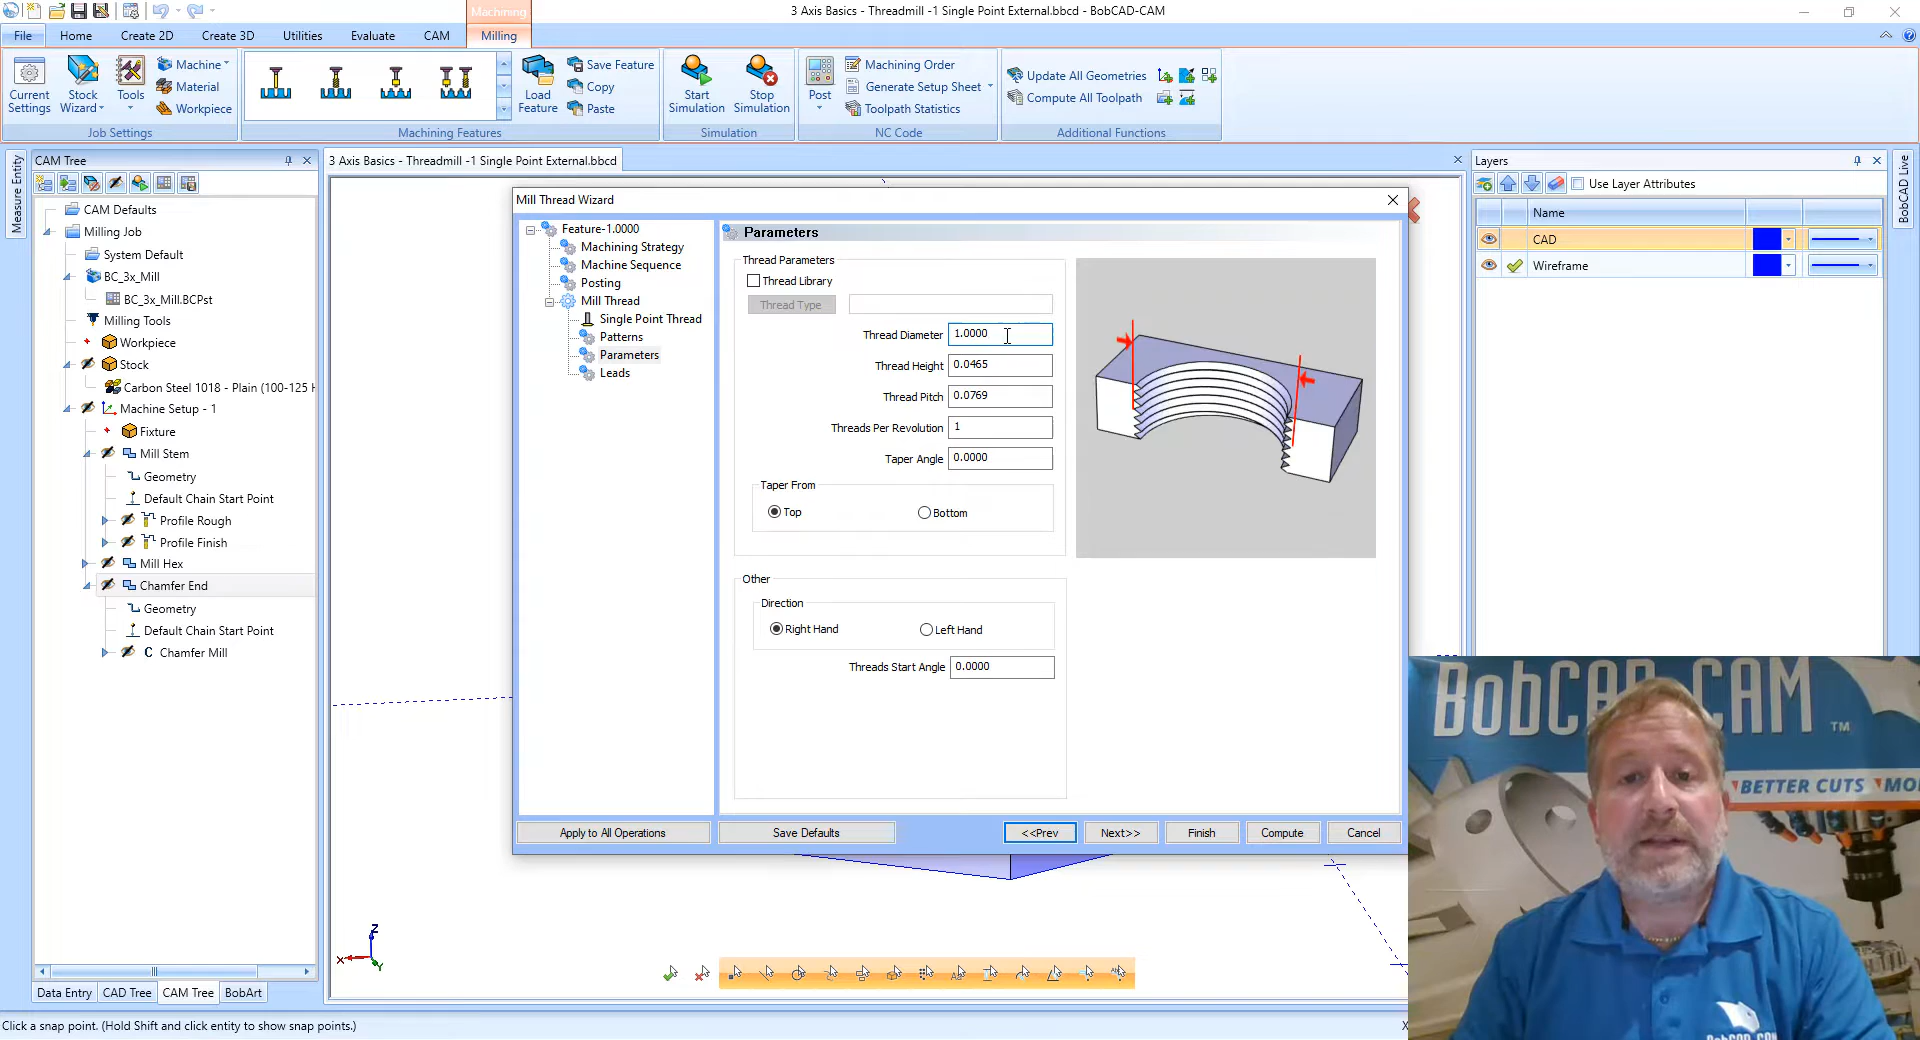 Machining
3 Axis Basics - Threadmill -1 Single Point External.bbcd - BobCAD-CAM
File Home Create 2D Create 3D Utilities Evaluate CAM Milling
Current Settings
Stock Wizard
Tools
Machine
Material
Workpiece
Job Settings
Load Feature
Save Feature
Copy
Paste
Machining Features
Start Simulation
Stop Simulation
Simulation
Post
Machining Order
Generate Setup Sheet
Toolpath Statistics
NC Code
Update All Geometries
Compute All Toolpath
Additional Functions
Measure Entity
CAM Tree
CAM Defaults
Milling Job
System Default
BC_3x_Mill
BC_3x_Mill.BCPst
Milling Tools
Workpiece
Stock
Carbon Steel 1018 - Plain (100-125 H
Machine Setup - 1
Fixture
Mill Stem
Geometry
Default Chain Start Point
Profile Rough
Profile Finish
Mill Hex
Chamfer End
Geometry
Default Chain Start Point
C Chamfer Mill
Data Entry CAD Tree CAM Tree BobArt
Click a snap point. (Hold Shift and click entity to show snap points.)
3 Axis Basics - Threadmill -1 Single Point External.bbcd
Mill Thread Wizard
Feature-1.0000
Machining Strategy
Machine Sequence
Posting
Mill Thread
Single Point Thread
Patterns
Parameters
Leads
Parameters
Thread Parameters
Thread Library
Thread Type
Thread Diameter 1.0000
Thread Height 0.0465
Thread Pitch 0.0769
Threads Per Revolution 1
Taper Angle 0.0000
Taper From
Top Bottom
Other
Direction
Right Hand Left Hand
Threads Start Angle 0.0000
Apply to All Operations Save Defaults <<Prev Next>> Finish Compute Cancel
Z
X
Y
X
Layers
Use Layer Attributes
Name
CAD
Wireframe
BobCAD Live
BobCAD-CAM TM
BETTER CUTS
BobCAD-CAM